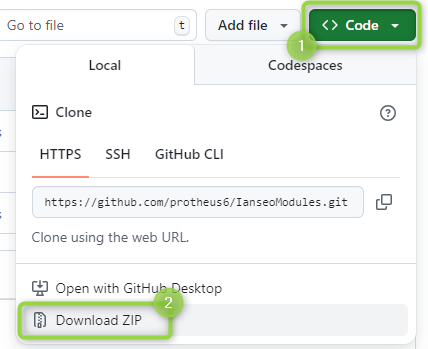 Go to file
t
Add file
<> Code
1
Local
Codespaces
Clone
?
HTTPS
SSH
GitHub CLI
https://github.com/protheus6/IanseoModules.git
Clone using the web URL.
Open with GitHub Desktop
2
Download ZIP